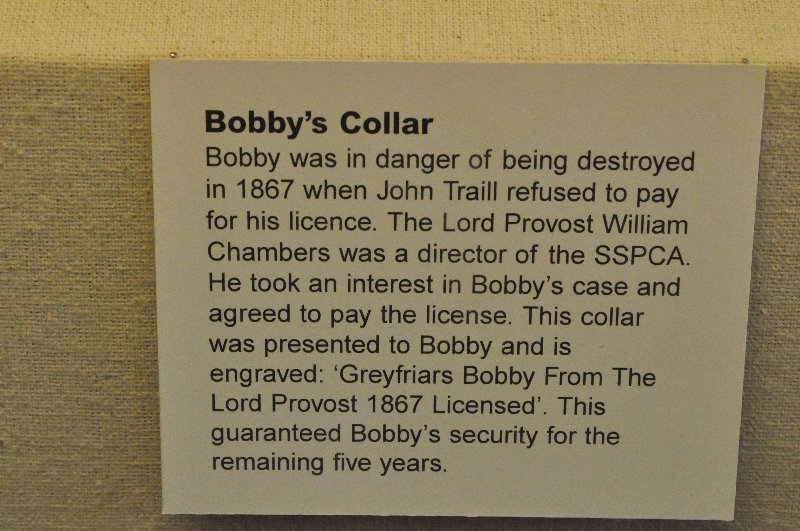 Bobby's Collar
Bobby was in danger of being destroyed
in 1867 when John Traill refused to pay
for his licence. The Lord Provost William
Chambers was a director of the SSPCA.
He took an interest in Bobby's case and
agreed to pay the license. This collar
was presented to Bobby and is
engraved: ‘Greyfriars Bobby From The
Lord Provost 1867 Licensed’. This
guaranteed Bobby's security for the
remaining five years.